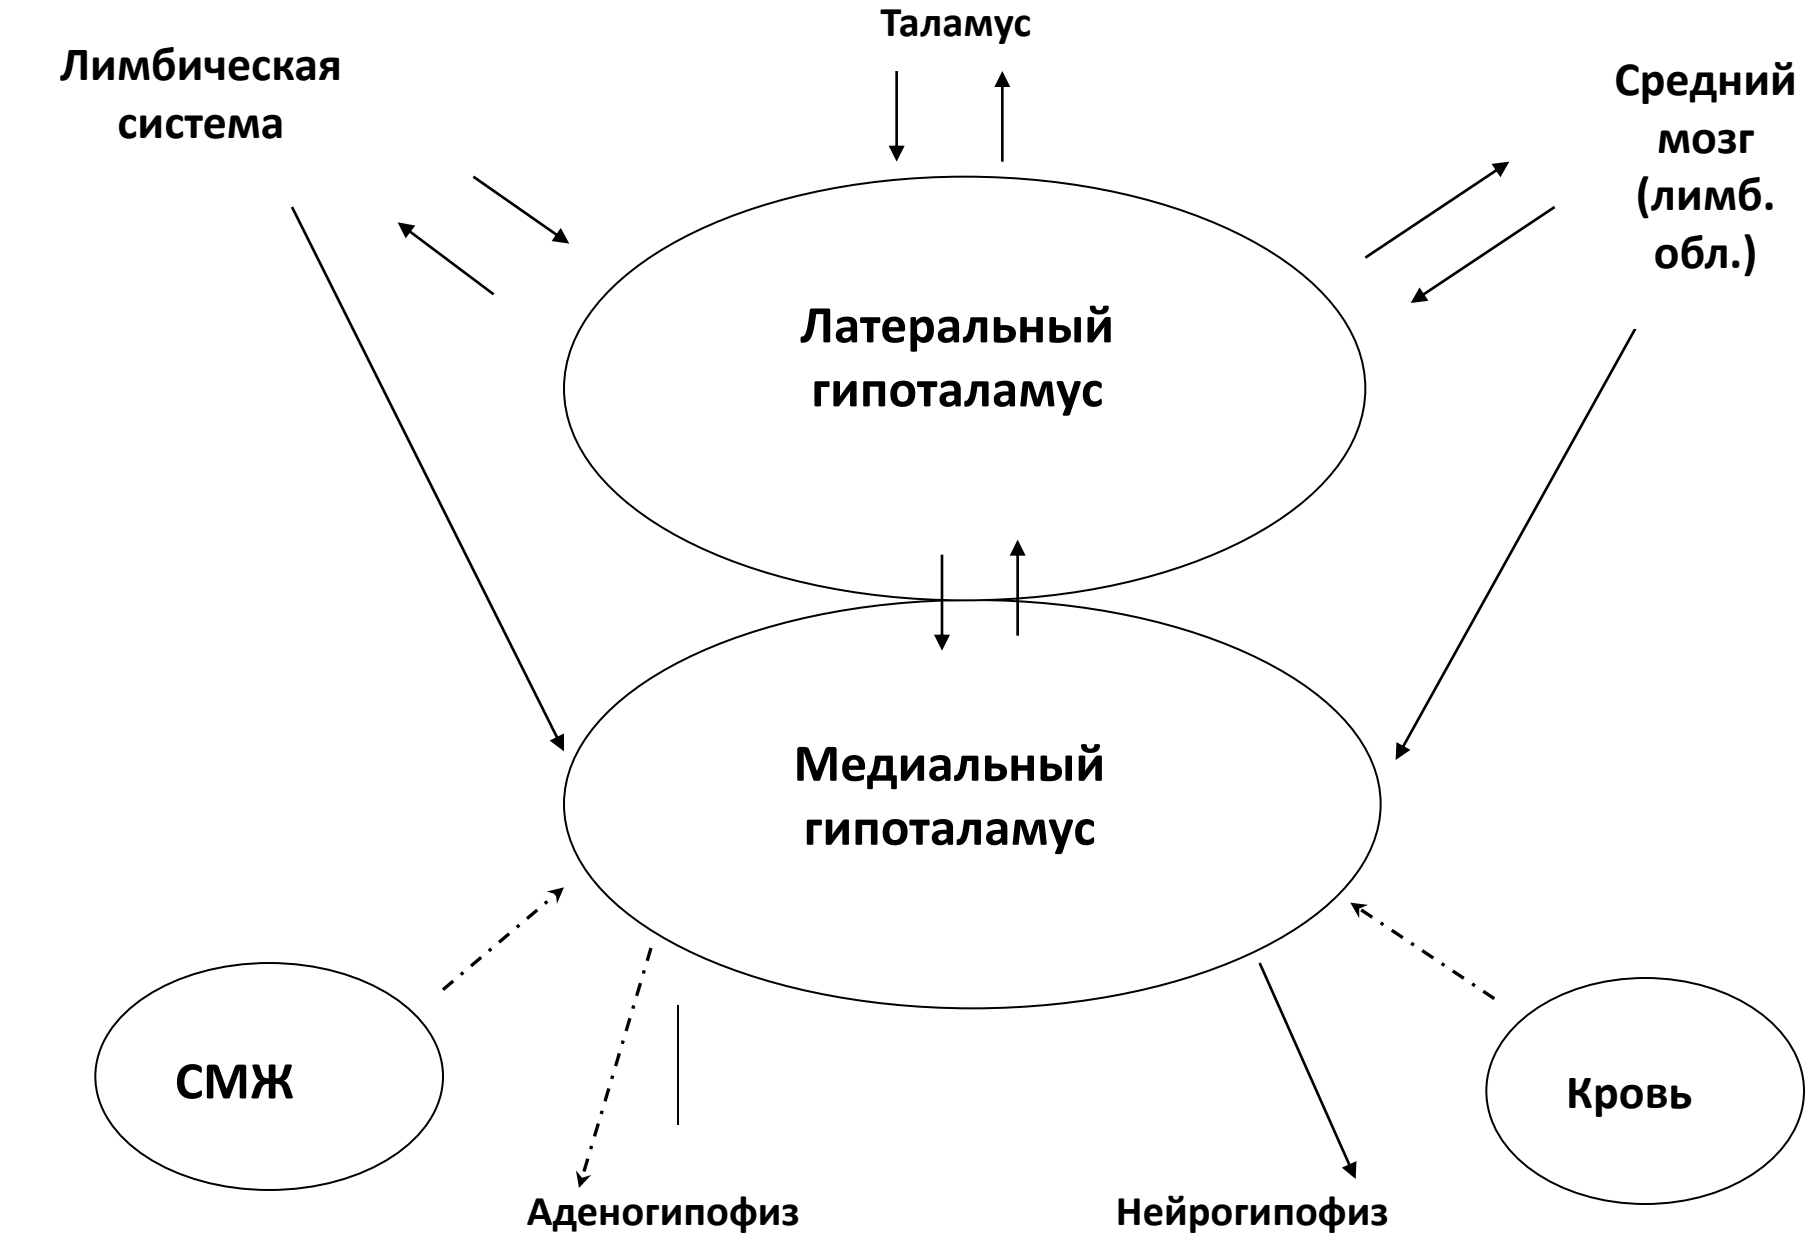 Таламус
Лимбическая
система
Средний
мозг
(лимб.
обл.)
Латеральный
гипоталамус
Медиальный
гипоталамус
СМЖ
Кровь
Аденогипофиз
Нейрогипофиз